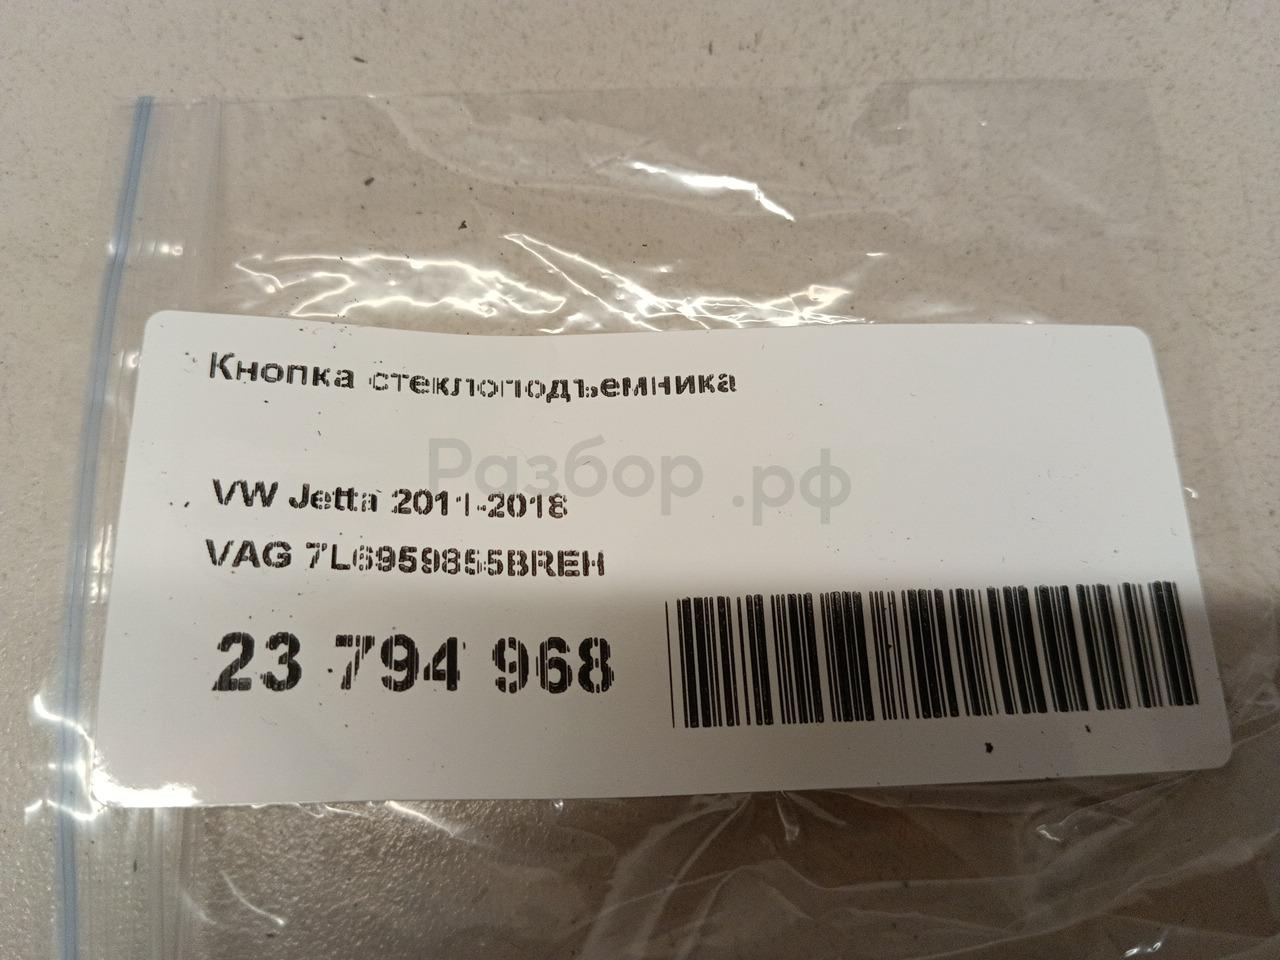 Кнопка стеклоподъемника
Разбор.рф
VW Jetta 2011-2018
VAG 7L6959855BREH
23 794 968